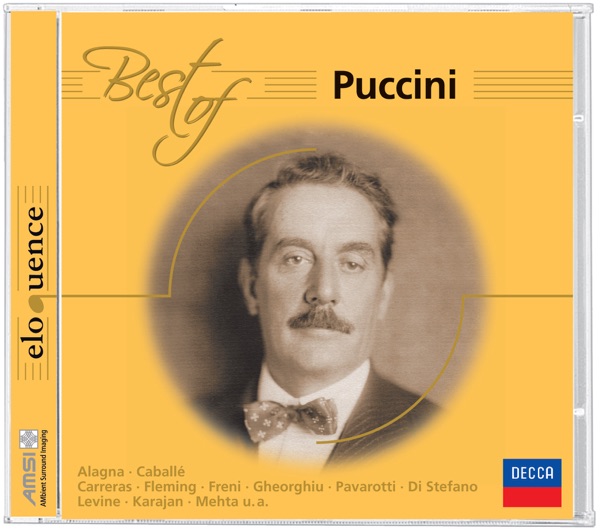 Best of
Puccini
eloquence
AMSI
AMbient Surround Imaging
Alagna · Caballé
Carreras · Fleming · Freni · Gheorghiu · Pavarotti · Di Stefano
Levine · Karajan · Mehta u. a.
DECCA